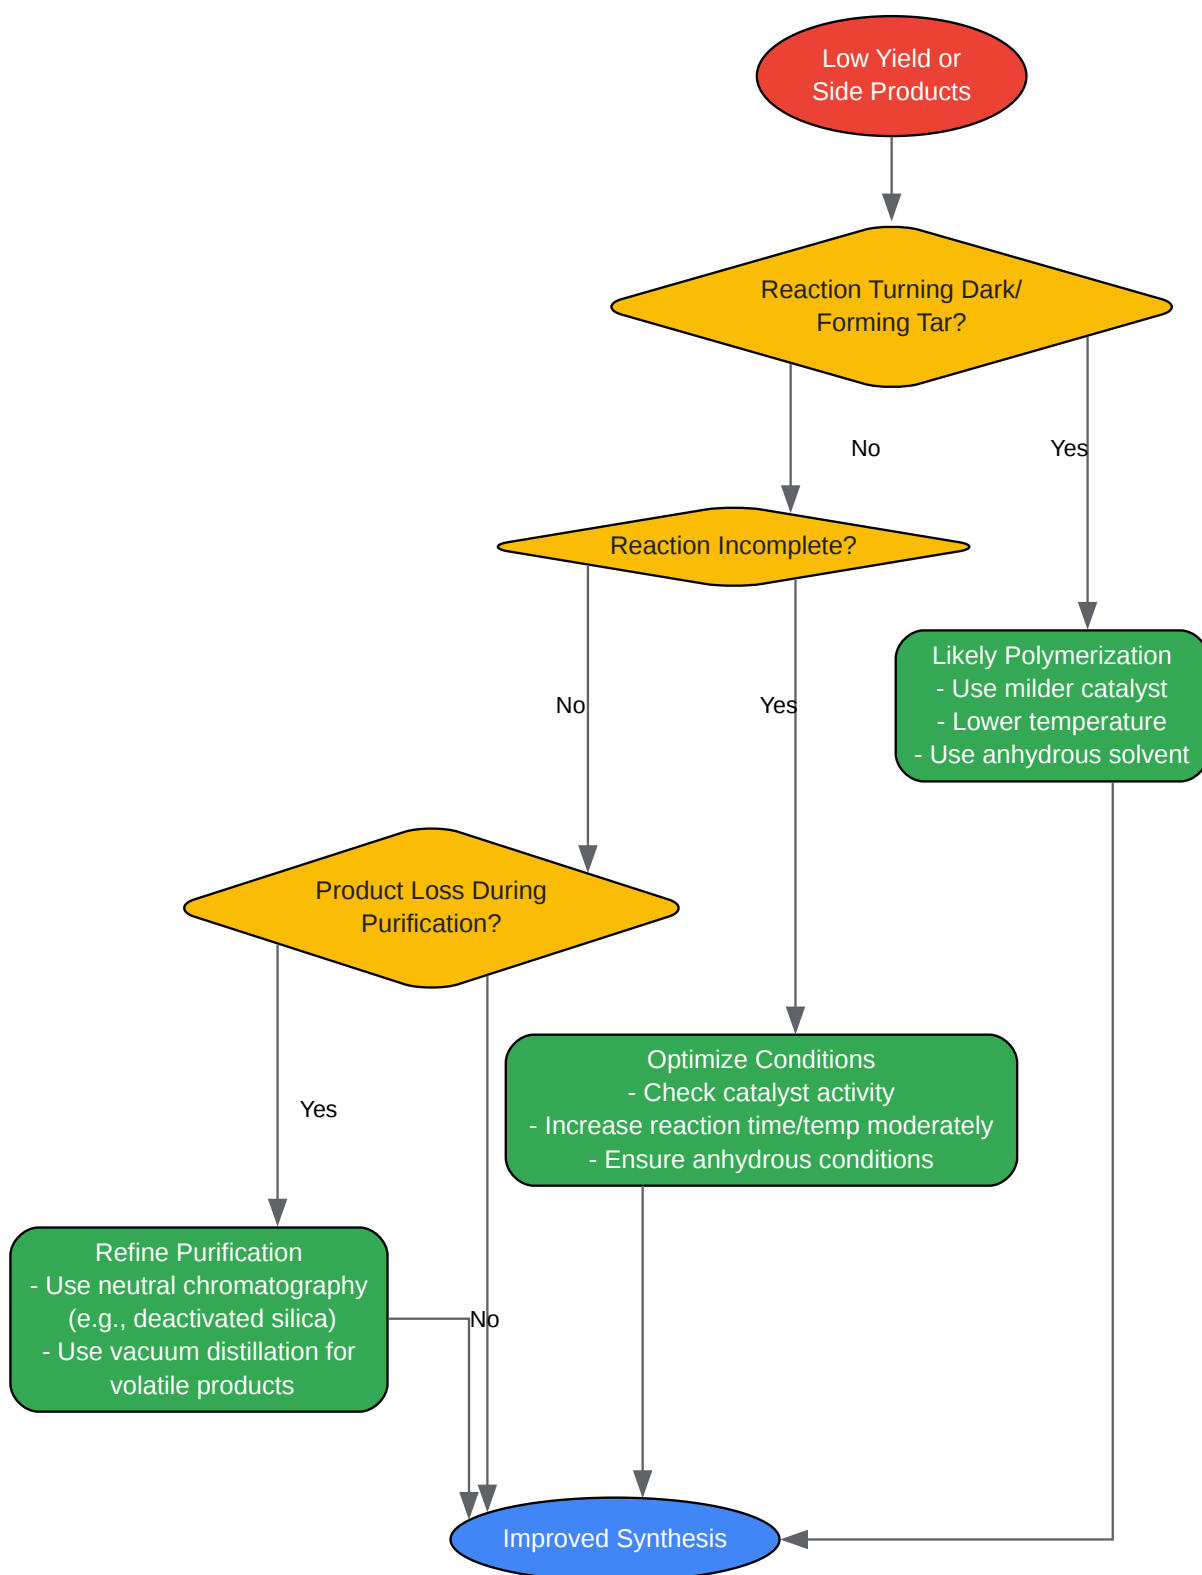 Low Yield or
Side Products
Reaction Turning Dark/
Forming Tar?
No
Yes
Reaction Incomplete?
Likely Polymerization
- Use milder catalyst
- Lower temperature
- Use anhydrous solvent
No
Yes
Product Loss During
Purification?
Optimize Conditions
- Check catalyst activity
- Increase reaction time/temp moderately
- Ensure anhydrous conditions
Yes
Refine Purification
- Use neutral chromatography
(e.g., deactivated silica)
- Use vacuum distillation for
volatile products
No
Improved Synthesis